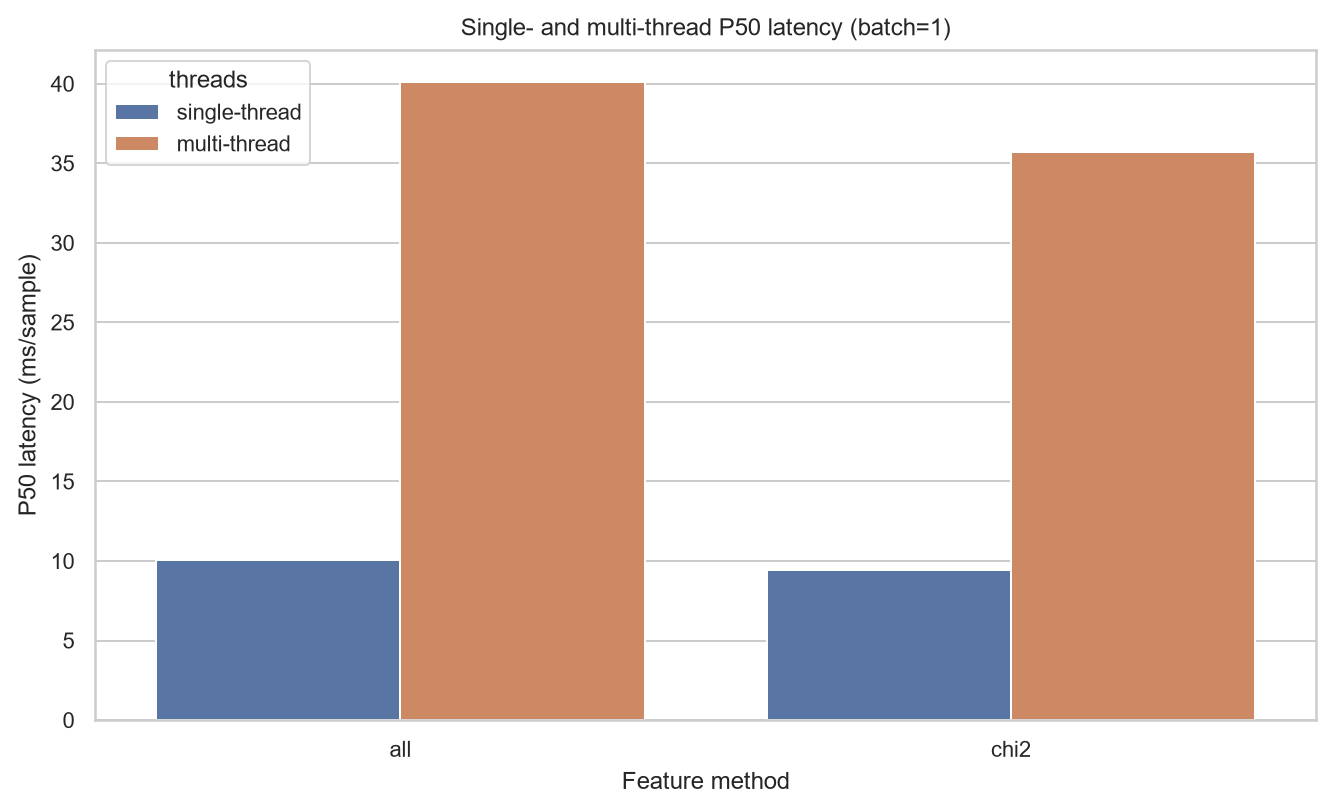 Single- and multi-thread P50 latency (batch=1)
threads
single-thread
multi-thread
P50 latency (ms/sample)
40
35
30
25
20
15
10
5
0
all
chi2
Feature method